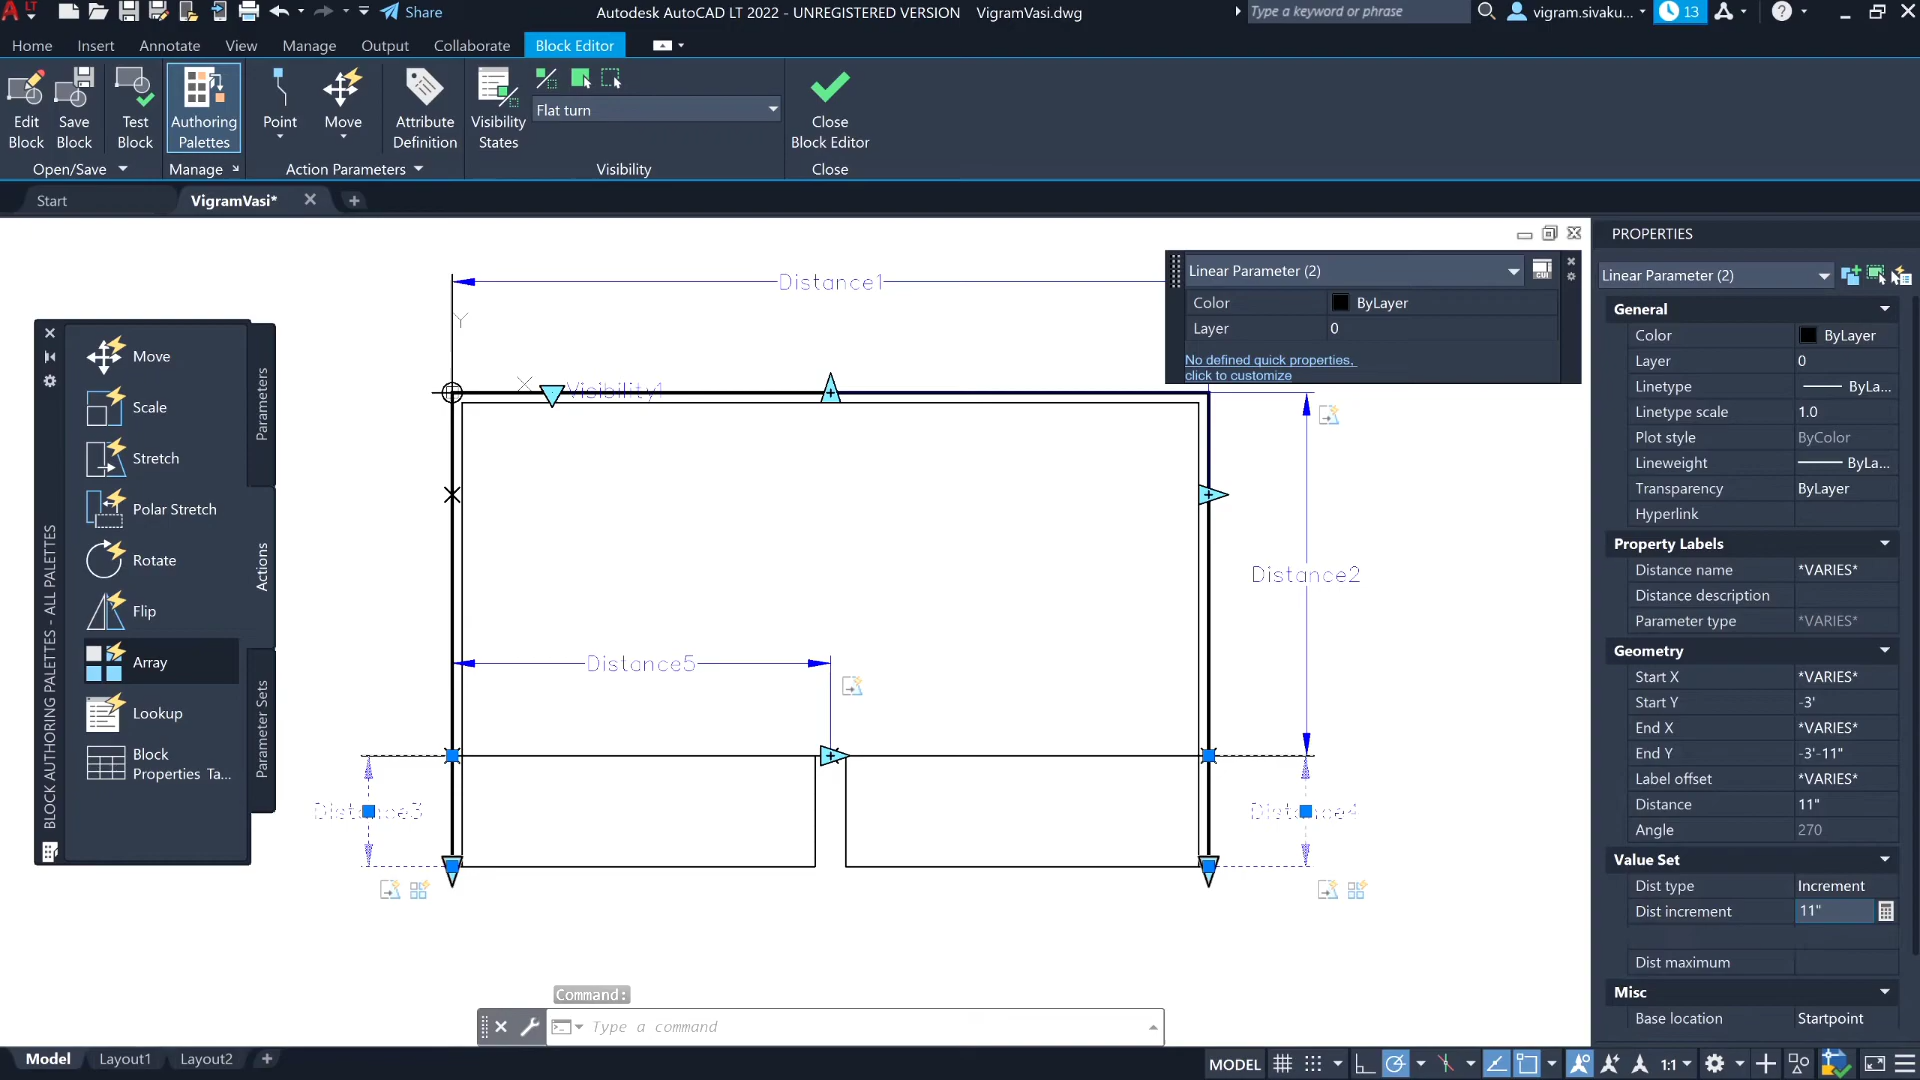 LT
Share
Autodesk AutoCAD LT 2022 - UNREGISTERED VERSION VigramVasi.dwg
Type a keyword or phrase
vigram.sivaku...
13
Home Insert Annotate View Manage Output Collaborate Block Editor
Edit Block
Save Block
Test Block
Authoring Palettes
Point
Move
Attribute Definition
Visibility States
Flat turn
Close Block Editor
Open/Save Manage Action Parameters Visibility Close
Start
VigramVasi*
PROPERTIES
Linear Parameter (2)
Color ByLayer
Layer 0
No defined quick properties,
click to customize
Linear Parameter (2)
General
Color ByLayer
Layer 0
Linetype ByLa...
Linetype scale 1.0
Plot style ByColor
Lineweight ByLa...
Transparency ByLayer
Hyperlink
Property Labels
Distance name *VARIES*
Distance description
Parameter type *VARIES*
Geometry
Start X *VARIES*
Start Y -3'
End X *VARIES*
End Y -3'-11"
Label offset *VARIES*
Distance 11"
Angle 270
Value Set
Dist type Increment
Dist increment 11"
Dist maximum
Misc
Base location Startpoint
Distance1
Y
X
Visibility1
Distance2
Distance5
Distance3
Distance4
BLOCK AUTHORING PALETTES - ALL PALETTES
Move
Scale
Stretch
Polar Stretch
Rotate
Flip
Array
Lookup
Block
Properties Ta...
Parameters
Actions
Parameter Sets
Command:
Type a command
Model Layout1 Layout2
MODEL
1:1